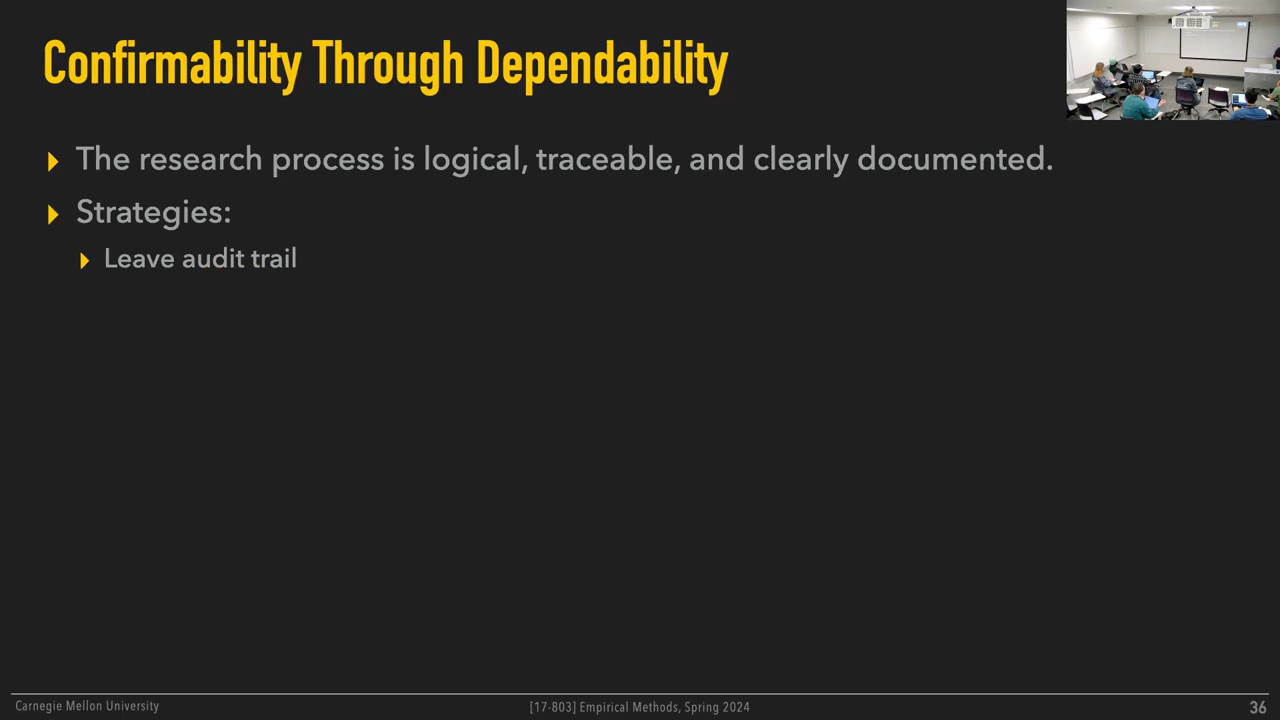 Confirmability Through Dependability
The research process is logical, traceable, and clearly documented.
Strategies:
Leave audit trail
Carnegie Mellon University
[17-803] Empirical Methods, Spring 2024
36